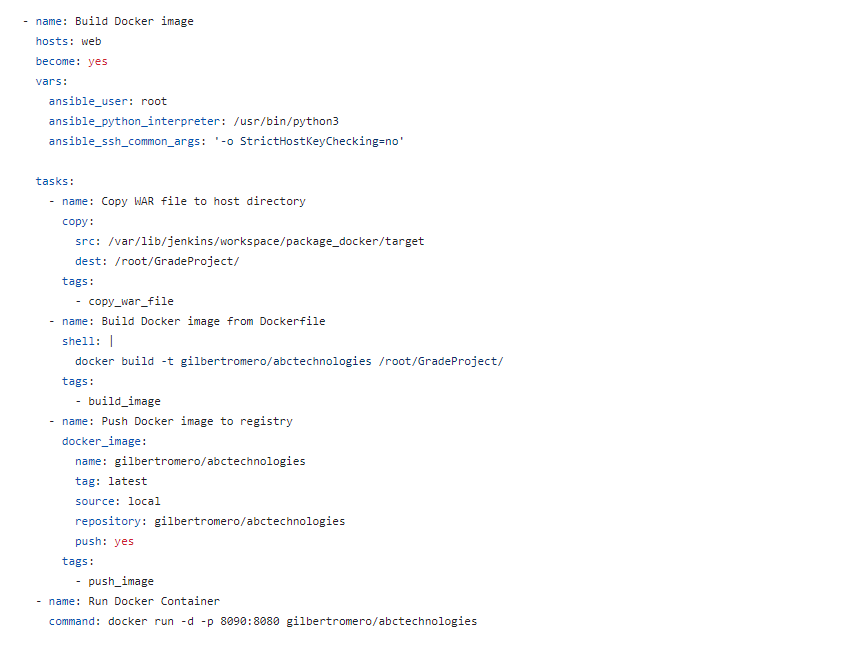 - name: Build Docker image
  hosts: web
  become: yes
  vars:
    ansible_user: root
    ansible_python_interpreter: /usr/bin/python3
    ansible_ssh_common_args: '-o StrictHostKeyChecking=no'

  tasks:
    - name: Copy WAR file to host directory
      copy:
        src: /var/lib/jenkins/workspace/package_docker/target
        dest: /root/GradeProject/
      tags:
        - copy_war_file
    - name: Build Docker image from Dockerfile
      shell: |
        docker build -t gilbertromero/abctechnologies /root/GradeProject/
      tags:
        - build_image
    - name: Push Docker image to registry
      docker_image:
        name: gilbertromero/abctechnologies
        tag: latest
        source: local
        repository: gilbertromero/abctechnologies
        push: yes
      tags:
        - push_image
  - name: Run Docker Container
    command: docker run -d -p 8090:8080 gilbertromero/abctechnologies